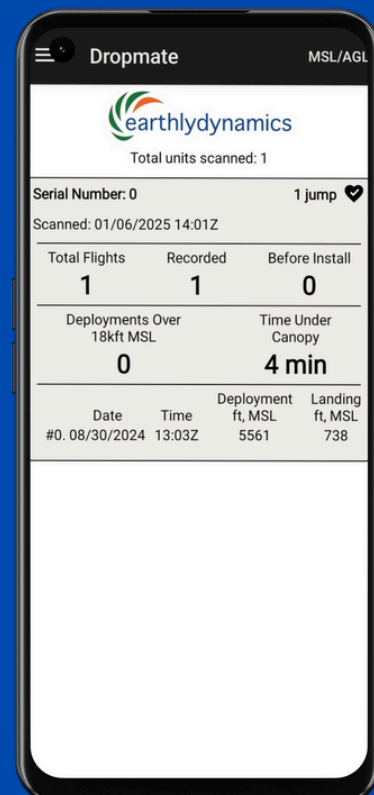 Dropmate MSL/AGL
earthlydynamics
Total units scanned: 1
Serial Number: 0 1 jump
Scanned: 01/06/2025 14:01Z
Total Flights Recorded Before Install
1 1 0
Deployments Over Time Under
18kft MSL Canopy
0 4 min
Deployment Landing
Date Time ft, MSL ft, MSL
#0. 08/30/2024 13:03Z 5561 738